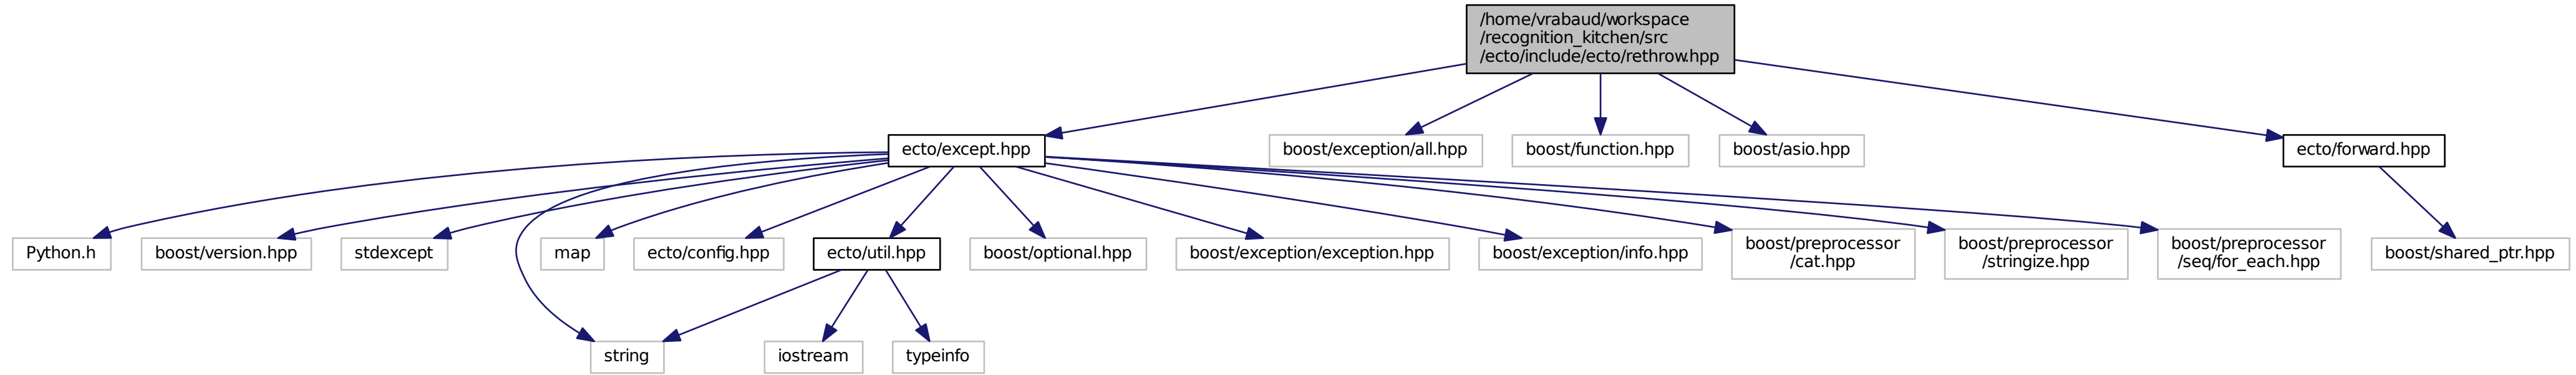 /home/vrabaud/workspace
/recognition_kitchen/src
/ecto/include/ecto/rethrow.hpp
ecto/except.hpp
boost/exception/all.hpp
boost/function.hpp
boost/asio.hpp
ecto/forward.hpp
Python.h
boost/version.hpp
stdexcept
map
ecto/config.hpp
ecto/util.hpp
boost/optional.hpp
boost/exception/exception.hpp
boost/exception/info.hpp
boost/preprocessor
/cat.hpp
boost/preprocessor
/stringize.hpp
boost/preprocessor
/seq/for_each.hpp
boost/shared_ptr.hpp
string
iostream
typeinfo